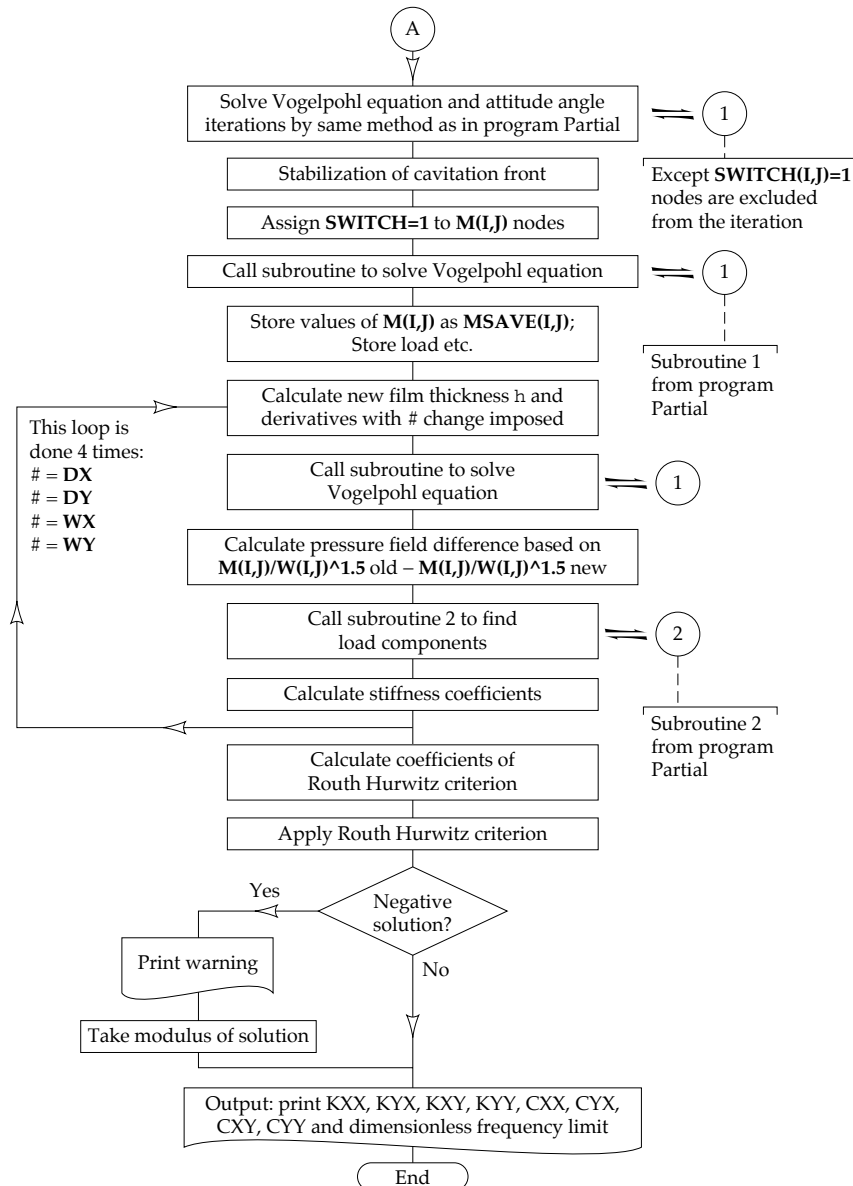 A
Solve Vogelpohl equation and attitude angle
iterations by same method as in program Partial
1
Stabilization of cavitation front
Except SWITCH(I,J)=1
nodes are excluded
from the iteration
Assign SWITCH=1 to M(I,J) nodes
Call subroutine to solve Vogelpohl equation
1
Store values of M(I,J) as MSAVE(I,J);
Store load etc.
Subroutine 1
from program
Partial
Calculate new film thickness h and
derivatives with # change imposed
This loop is
done 4 times:
# = DX
# = DY
# = WX
# = WY
Call subroutine to solve
Vogelpohl equation
1
Calculate pressure field difference based on
M(I,J)/W(I,J)^1.5 old – M(I,J)/W(I,J)^1.5 new
Call subroutine 2 to find
load components
2
Calculate stiffness coefficients
Subroutine 2
from program
Partial
Calculate coefficients of
Routh Hurwitz criterion
Apply Routh Hurwitz criterion
Negative
solution?
Yes
No
Print warning
Take modulus of solution
Output: print KXX, KYX, KXY, KYY, CXX, CYX,
CXY, CYY and dimensionless frequency limit
End